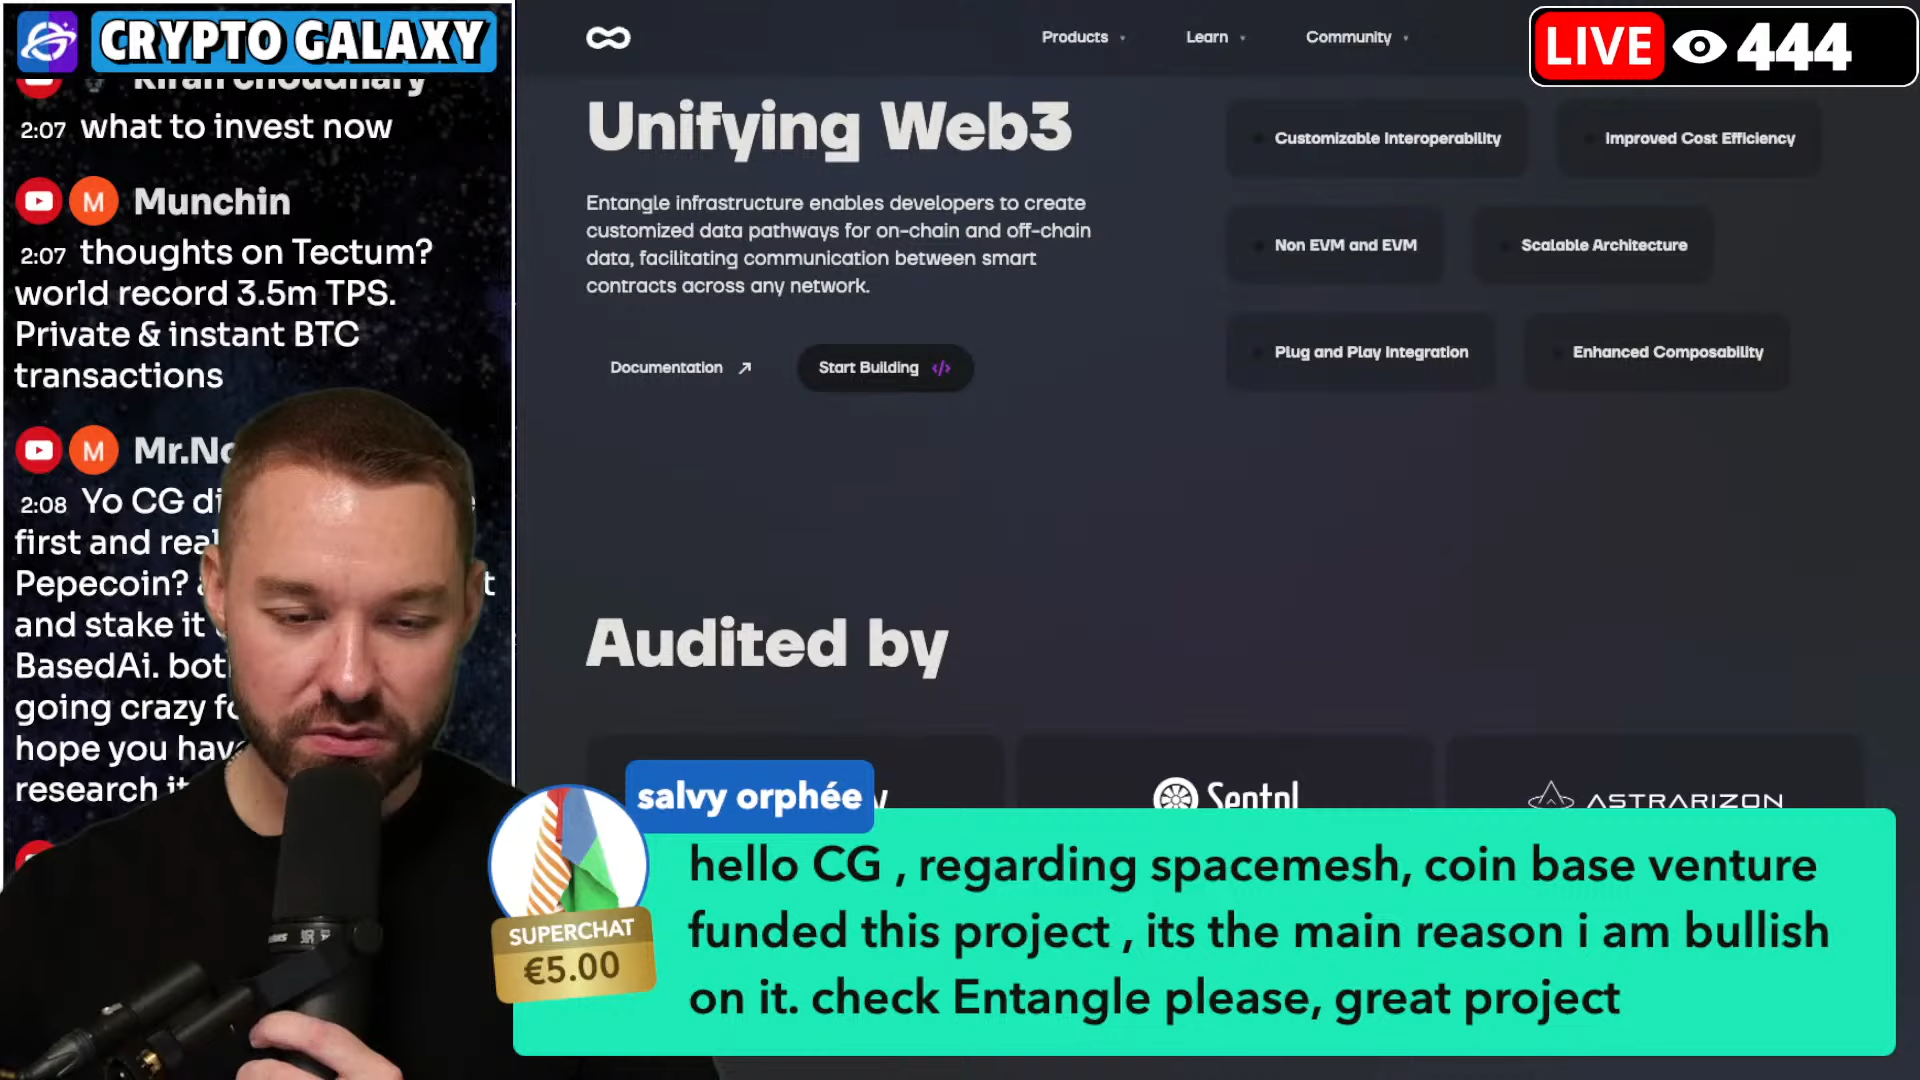 CRYPTO GALAXY
Kiran Choudhary
2:07 what to invest now
M Munchin
2:07 thoughts on Tectum?
world record 3.5m TPS.
Private & instant BTC
transactions
M
2:08 Yo CG
first and
Pepecoin?
and stake it
BasedAi.
going crazy
hope you
research it
Products
Learn
Community
LIVE 444
Unifying Web3
Entangle infrastructure enables developers to create
customized data pathways for on-chain and off-chain
data, facilitating communication between smart
contracts across any network.
Documentation
Start Building </>
Customizable Interoperability
Improved Cost Efficiency
Non EVM and EVM
Scalable Architecture
Plug and Play Integration
Enhanced Composability
Audited by
ASTRARIZON
salvy orphée
SUPERCHAT
€5.00
hello CG , regarding spacemesh, coin base venture
funded this project , its the main reason i am bullish
on it. check Entangle please, great project